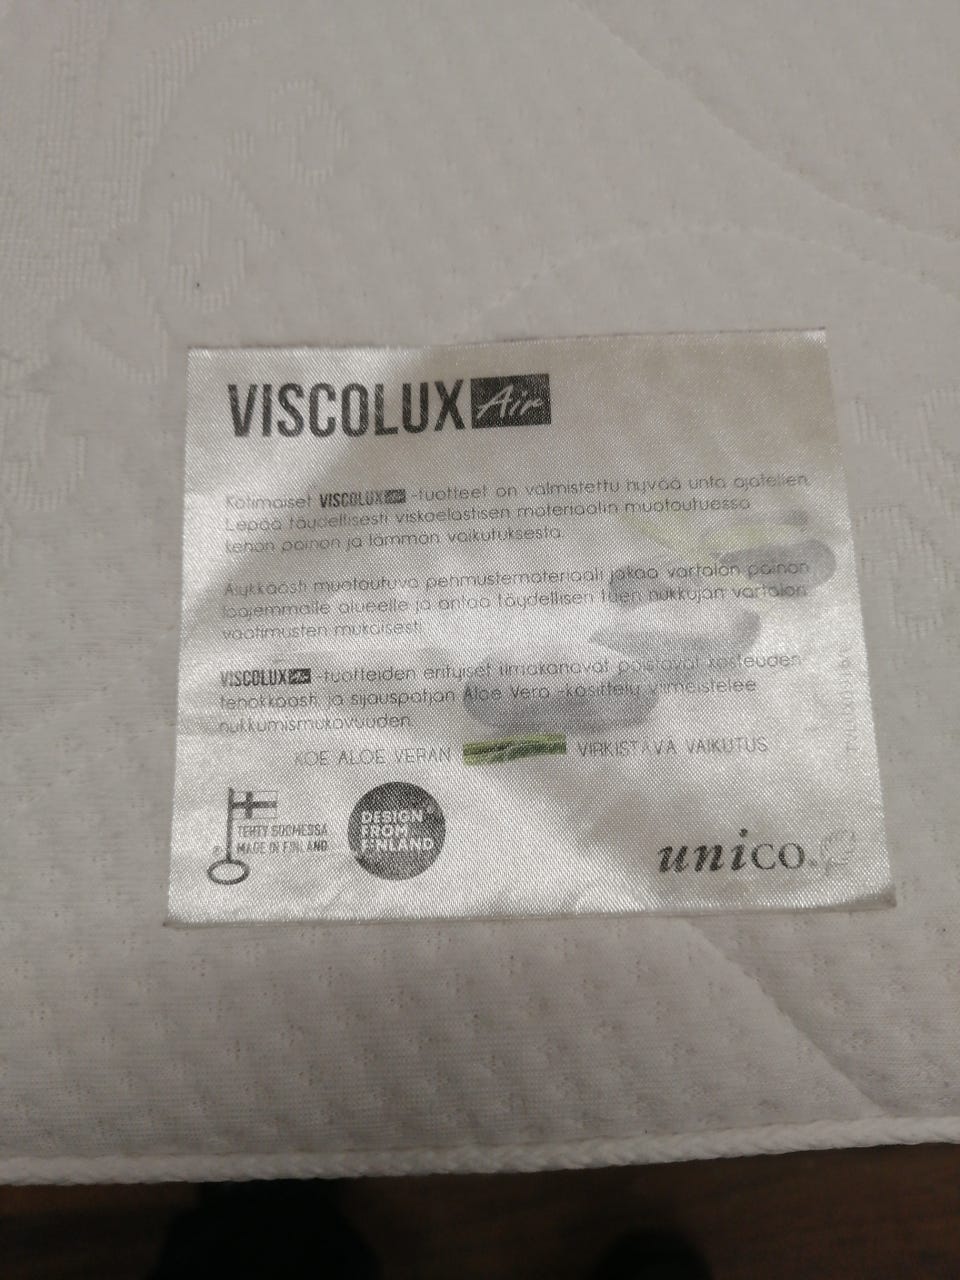 VISCOLUX Air
Kotimaiset VISCOLUX Air -tuotteet on valmistettu hyvää unta ajatellen.
Lepää täydellisesti viskoelastisen materiaalin muotoutuessa
kehon painon ja lämmön vaikutuksesta.
Älykkäästi muotoutuva pehmustemateriaali jakaa vartalon painon
laajemmalle alueelle ja antaa täydellisen tuen nukkujan vartalon
vaatimusten mukaisesti.
VISCOLUX Air -tuotteiden erityiset ilmakanavat poistavat kosteuden
tehokkaasti ja sijauspatjan Aloe Vera -käsittely viimeistelee
nukkumismukavuuden.
KOE ALOE VERAN VIRKISTÄVÄ VAIKUTUS
TEHTY SUOMESSA
MADE IN FINLAND
DESIGN
FROM
FINLAND
unico